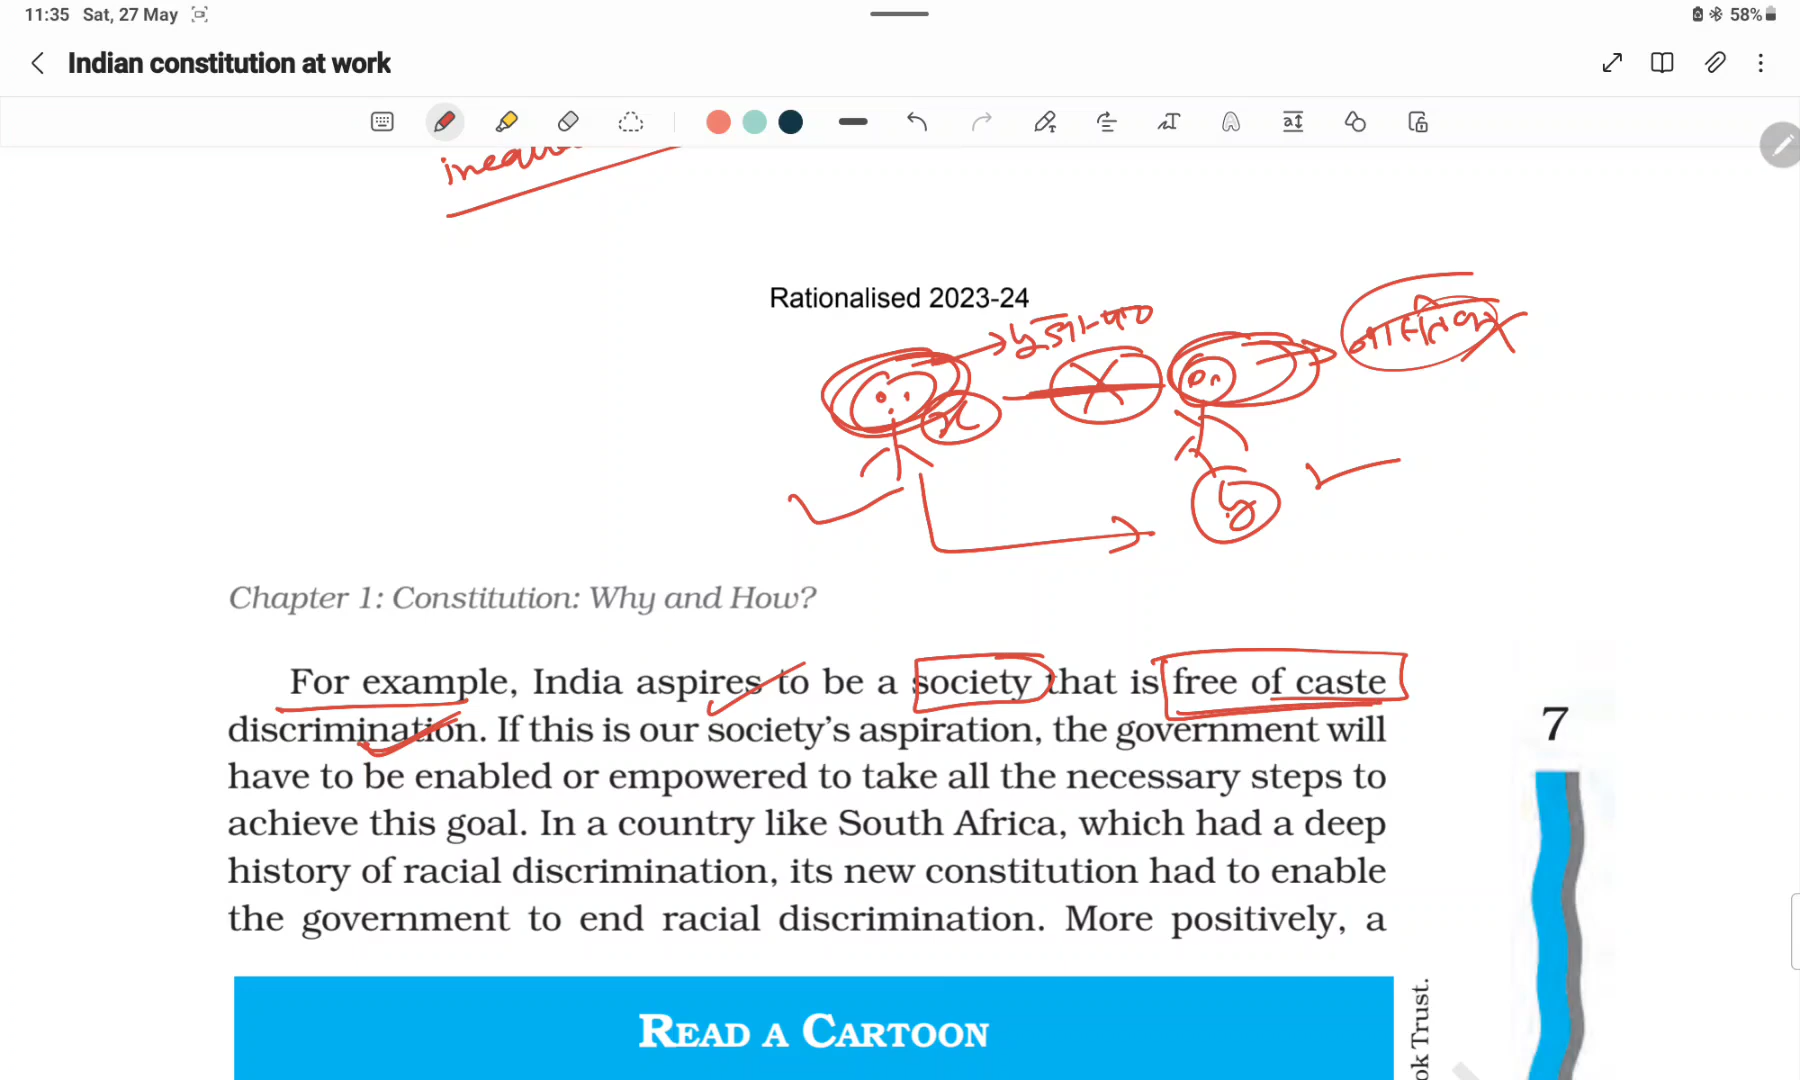 11:35 Sat, 27 May
58%
Indian constitution at work
Rationalised 2023-24
x
y
Chapter 1: Constitution: Why and How?
For example, India aspires to be a society that is free of caste
discrimination. If this is our society's aspiration, the government will
have to be enabled or empowered to take all the necessary steps to
achieve this goal. In a country like South Africa, which had a deep
history of racial discrimination, its new constitution had to enable
the government to end racial discrimination. More positively, a
7
READ A CARTOON
ok Trust.